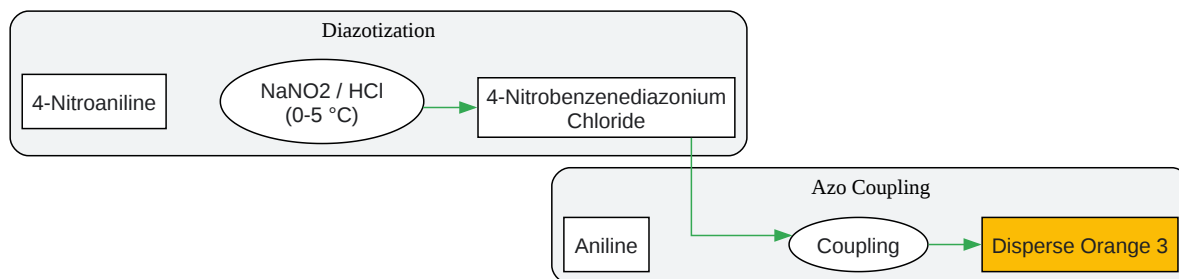 Diazotization
4-Nitroaniline
NaNO2 / HCl
(0-5 °C)
4-Nitrobenzenediazonium
Chloride
Azo Coupling
Aniline
Coupling
Disperse Orange 3